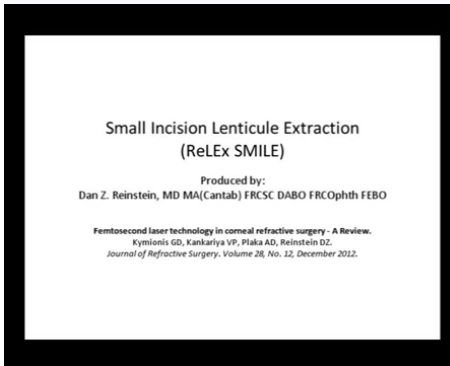 Small Incision Lenticule Extraction
(ReLEx SMILE)
Produced by:
Dan Z. Reinstein, MD MA(Cantab) FRCSC DABO FRCOphth FEBO
Femtosecond laser technology in corneal refractive surgery - A Review.
Kymionis GD, Kankariya VP, Plaka AD, Reinstein DZ.
Journal of Refractive Surgery. Volume 28, No. 12, December 2012.